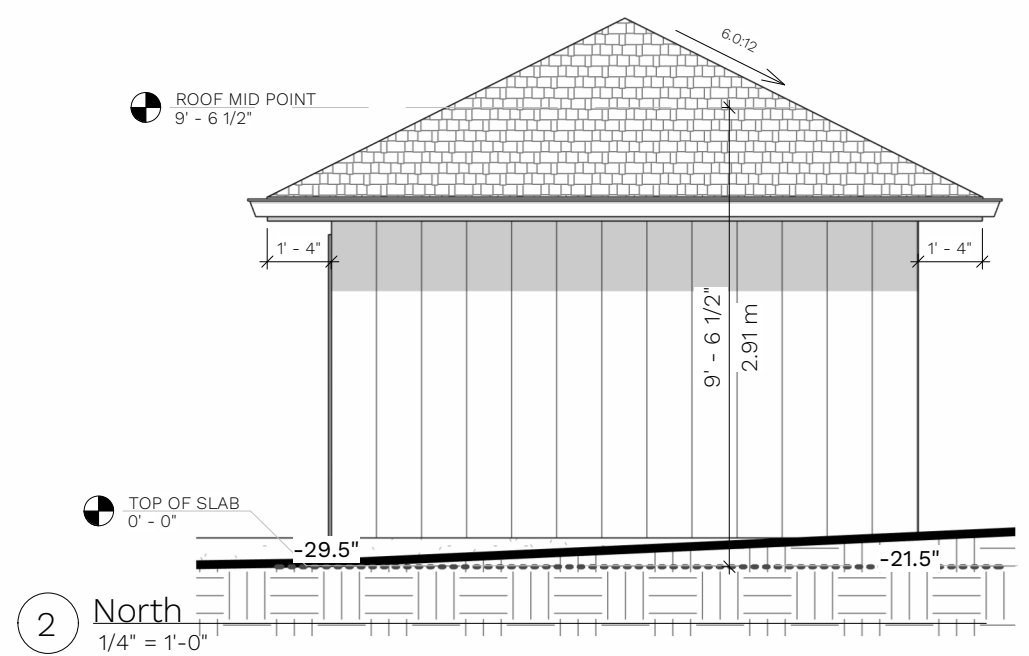 6.0:12
ROOF MID POINT
9' - 6 1/2"
1' - 4"
1' - 4"
9' - 6 1/2"
2.91 m
TOP OF SLAB
0' - 0"
-29.5"
-21.5"
2
North
1/4" = 1'-0"